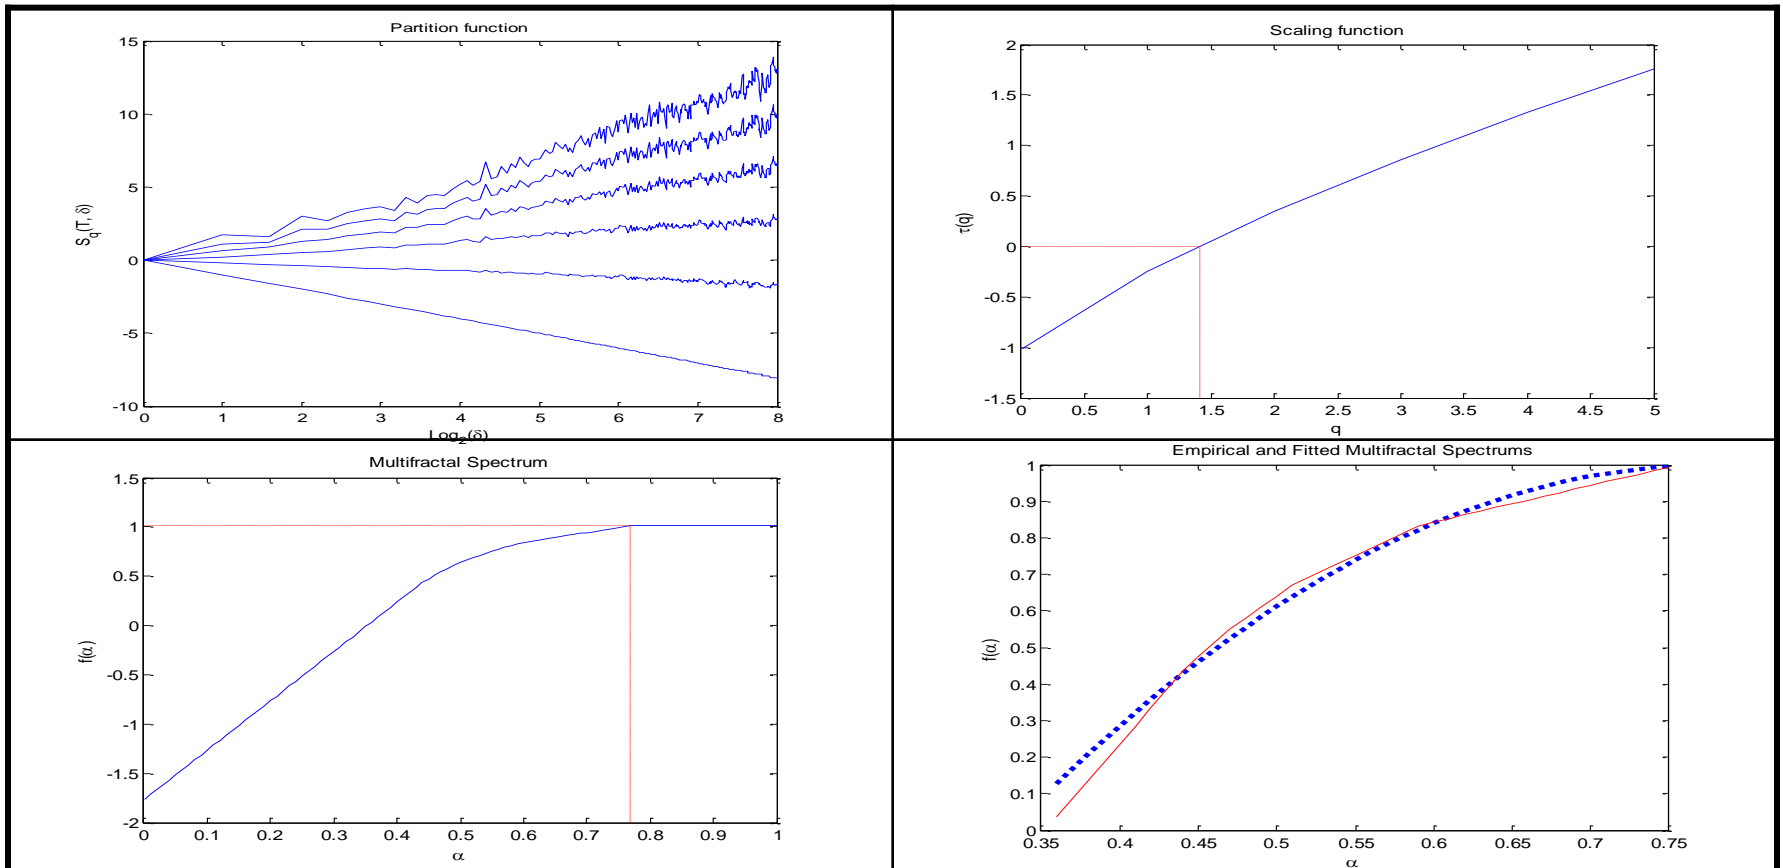 Partition function
15
10
5
0
-5
-10
S_q(T, δ)
0 1 2 3 4 5 6 7 8
Log_2(δ)
Scaling function
2
1.5
1
0.5
0
-0.5
-1
-1.5
τ(q)
0 0.5 1 1.5 2 2.5 3 3.5 4 4.5 5
q
Multifractal Spectrum
1.5
1
0.5
0
-0.5
-1
-1.5
-2
f(α)
0 0.1 0.2 0.3 0.4 0.5 0.6 0.7 0.8 0.9 1
α
Empirical and Fitted Multifractal Spectrums
1
0.9
0.8
0.7
0.6
0.5
0.4
0.3
0.2
0.1
0
f(α)
0.35 0.4 0.45 0.5 0.55 0.6 0.65 0.7 0.75
α